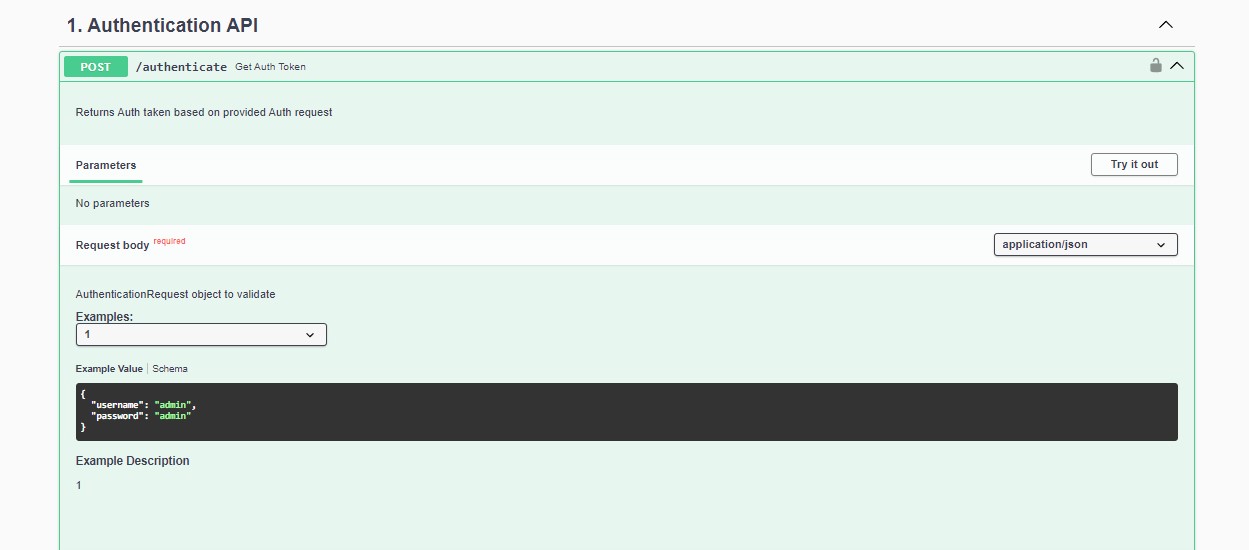 1. Authentication API
POST /authenticate Get Auth Token
Returns Auth taken based on provided Auth request
Parameters
Try it out
No parameters
Request body required
application/json
AuthenticationRequest object to validate
Examples:
1
Example Value | Schema
{
"username": "admin",
"password": "admin"
}
Example Description
1